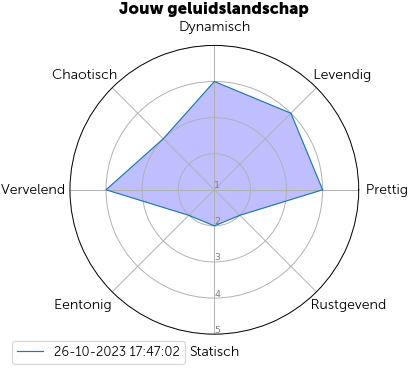 Jouw geluidslandschap
Dynamisch
Chaotisch
Levendig
Vervelend
1
Prettig
2
3
4
Eentonig
Rustgevend
5
26-10-2023 17:47:02
Statisch